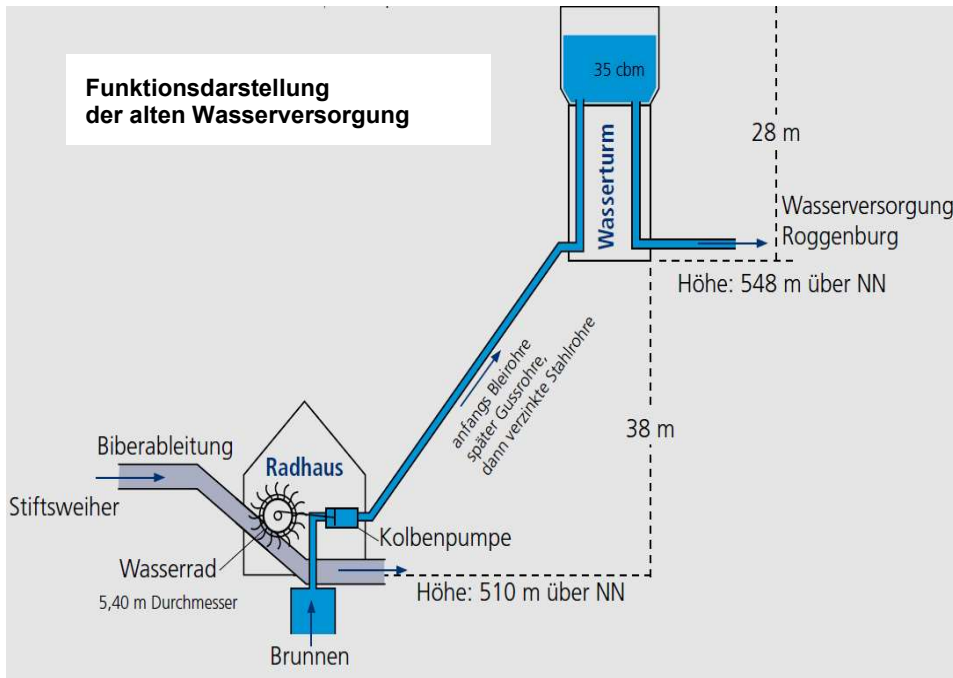 Funktionsdarstellung
der alten Wasserversorgung
35 cbm
Wasserturm
28 m
Wasserversorgung
Roggenburg
Höhe: 548 m über NN
anfangs Bleirohre
später Gussrohre,
dann verzinkte Stahlrohre
38 m
Biberableitung
Radhaus
Stiftsweiher
Kolbenpumpe
Wasserrad
5,40 m Durchmesser
Höhe: 510 m über NN
Brunnen